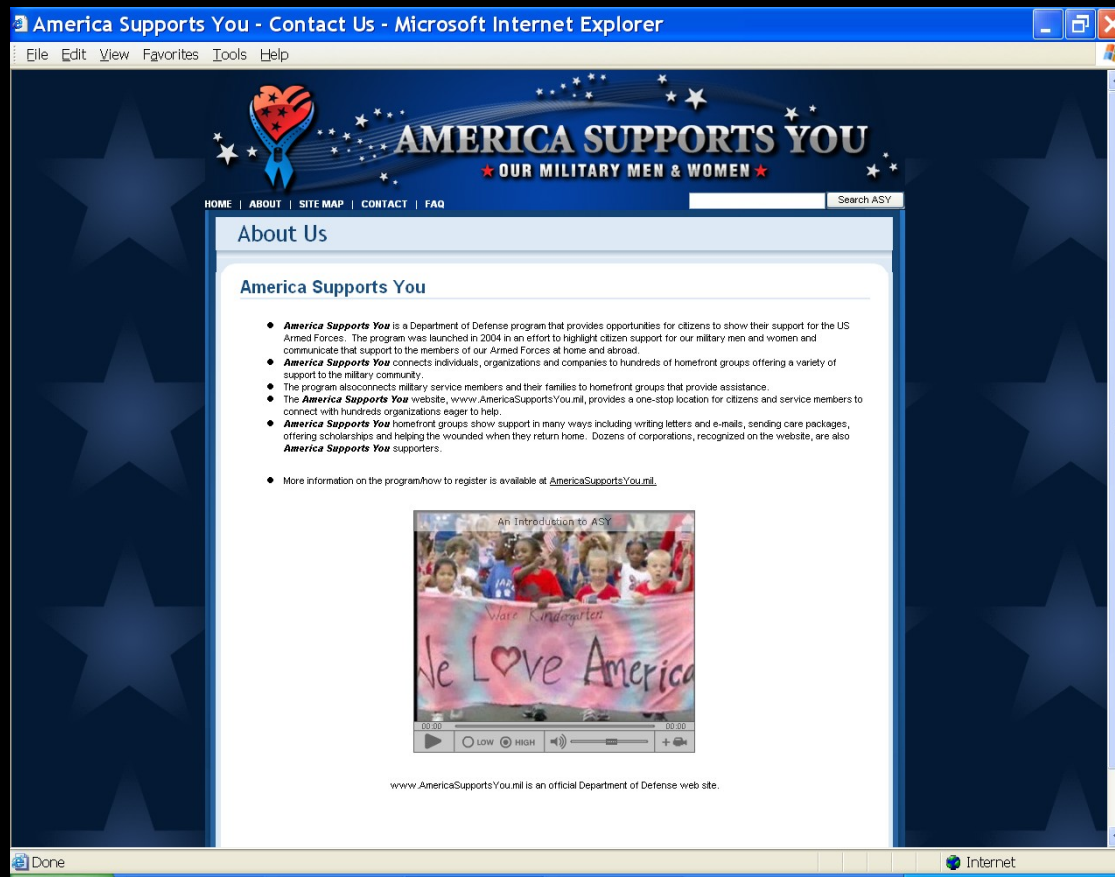 America Supports You - Contact Us - Microsoft Internet Explorer
File Edit View Favorites Tools Help
AMERICA SUPPORTS YOU
OUR MILITARY MEN & WOMEN
HOME | ABOUT | SITE MAP | CONTACT | FAQ
Search ASY
About Us
America Supports You
America Supports You is a Department of Defense program that provides opportunities for citizens to show their support for the US
Armed Forces. The program was launched in 2004 in an effort to highlight citizen support for our military men and women and
communicate that support to the members of our Armed Forces at home and abroad.
America Supports You connects individuals, organizations and companies to hundreds of homefront groups offering a variety of
support to the military community.
The program alsoconnects military service members and their families to homefront groups that provide assistance.
The America Supports You website, www.AmericaSupportsYou.mil, provides a one-stop location for citizens and service members to
connect with hundreds organizations eager to help.
America Supports You homefront groups show support in many ways including writing letters and e-mails, sending care packages,
offering scholarships and helping the wounded when they return home. Dozens of corporations, recognized on the website, are also
America Supports You supporters.
More information on the program/how to register is available at AmericaSupportsYou.mil.
An Introduction to ASY
Ware Kindergarten
We Love America
00:00 00:00
LOW HIGH
www.AmericaSupportsYou.mil is an official Department of Defense web site.
Done Internet